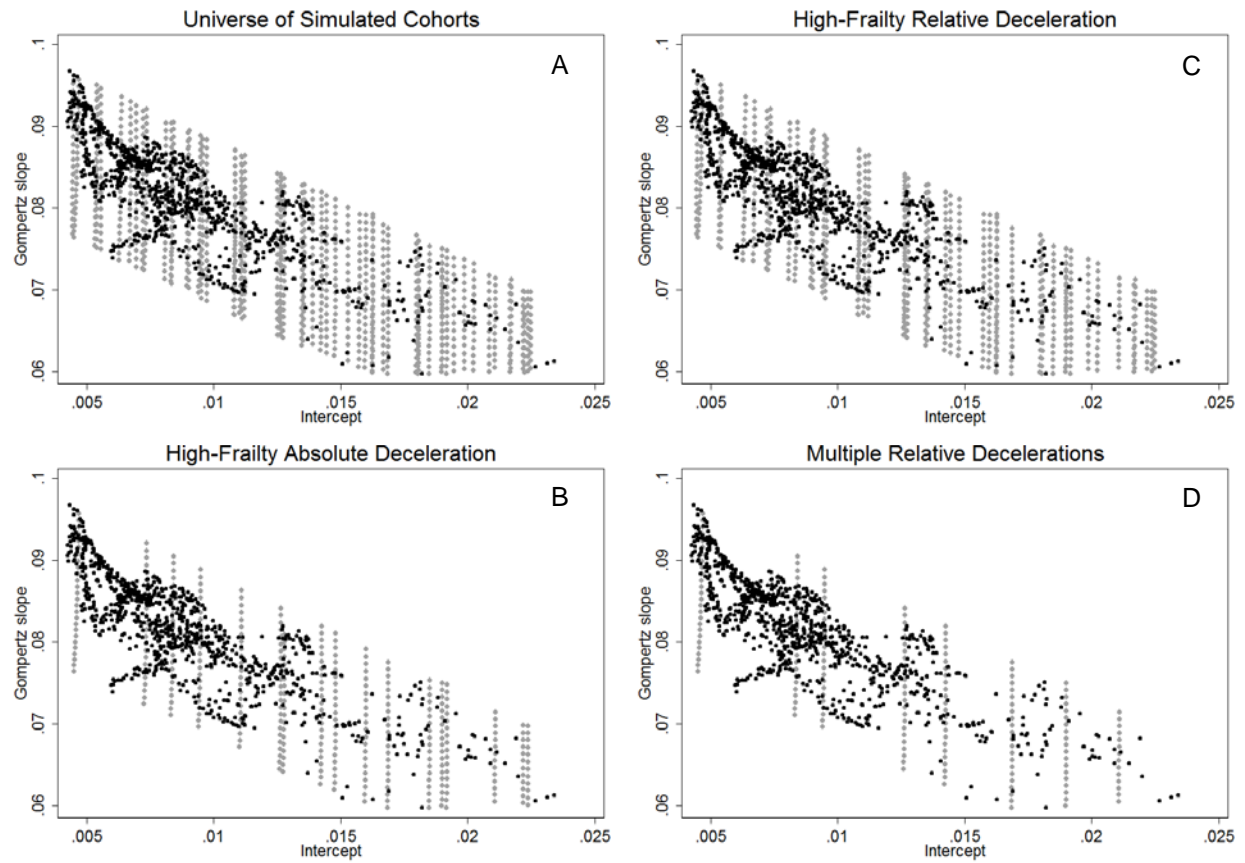 Universe of Simulated Cohorts
A
.1
.09
.08
.07
.06
Gompertz slope
.005 .01 .015 .02 .025
Intercept
High-Frailty Relative Deceleration
C
.1
.09
.08
.07
.06
Gompertz slope
.005 .01 .015 .02 .025
Intercept
High-Frailty Absolute Deceleration
B
.1
.09
.08
.07
.06
Gompertz slope
.005 .01 .015 .02 .025
Intercept
Multiple Relative Decelerations
D
.1
.09
.08
.07
.06
Gompertz slope
.005 .01 .015 .02 .025
Intercept